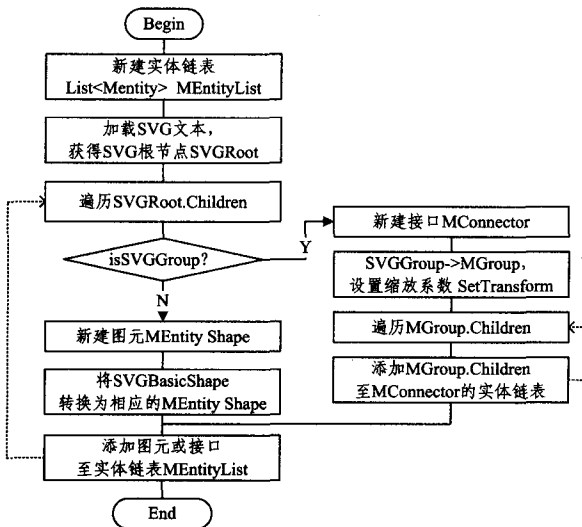 Begin
新建实体链表
List<Mentity> MEntityList
加载SVG文本,
获得SVG根节点SVGRoot
遍历SVGRoot.Children
isSVGGroup?
Y
N
新建图元MEntity Shape
将SVGBasicShape
转换为相应的MEntity Shape
新建接口MConnector
SVGGroup->MGroup,
设置缩放系数 SetTransform
遍历MGroup.Children
添加MGroup.Children
至MConnector的实体链表
添加图元或接口
至实体链表MEntityList
End